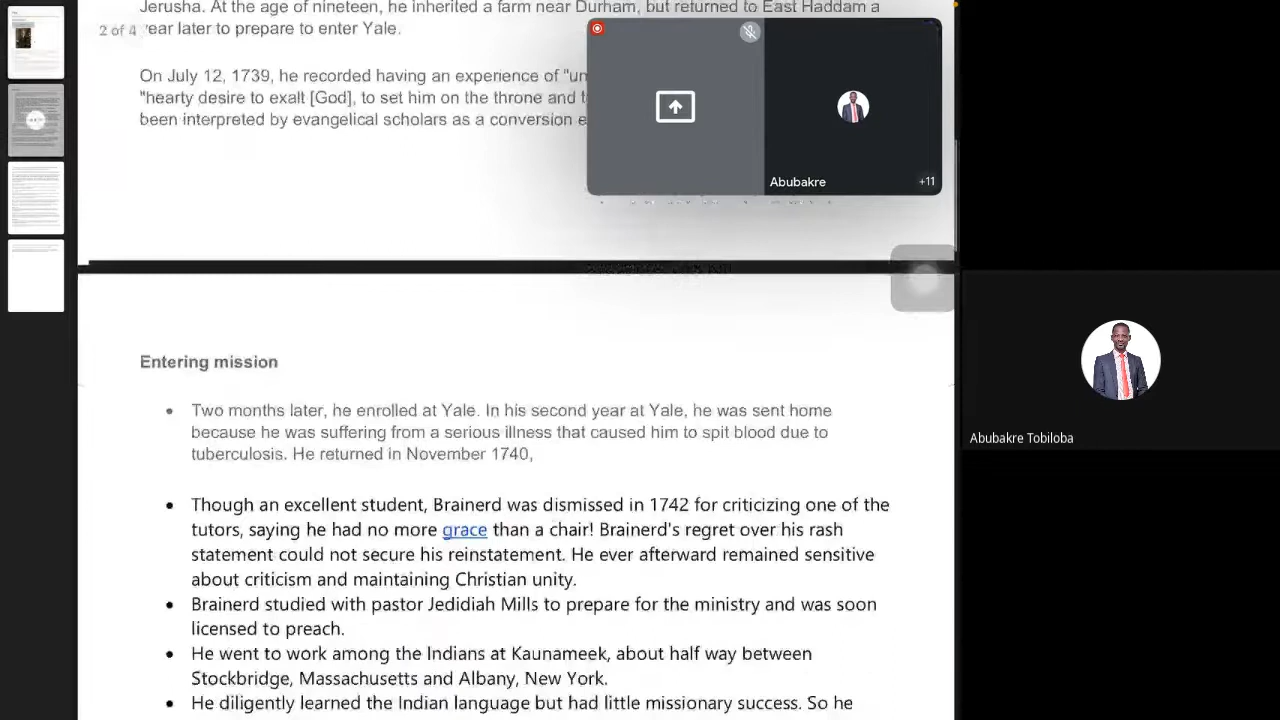 Jerusha. At the age of nineteen, he inherited a farm near Durham, but returned to East Haddam a
2 of 4
year later to prepare to enter Yale.
On July 12, 1739, he recorded having an experience of "un
"hearty desire to exalt [God], to set him on the throne and t
been interpreted by evangelical scholars as a conversion e
Abubakre
+11
Entering mission
• Two months later, he enrolled at Yale. In his second year at Yale, he was sent home
because he was suffering from a serious illness that caused him to spit blood due to
tuberculosis. He returned in November 1740,
• Though an excellent student, Brainerd was dismissed in 1742 for criticizing one of the
tutors, saying he had no more grace than a chair! Brainerd's regret over his rash
statement could not secure his reinstatement. He ever afterward remained sensitive
about criticism and maintaining Christian unity.
• Brainerd studied with pastor Jedidiah Mills to prepare for the ministry and was soon
licensed to preach.
• He went to work among the Indians at Kaunameek, about half way between
Stockbridge, Massachusetts and Albany, New York.
• He diligently learned the Indian language but had little missionary success. So he
Abubakre Tobiloba